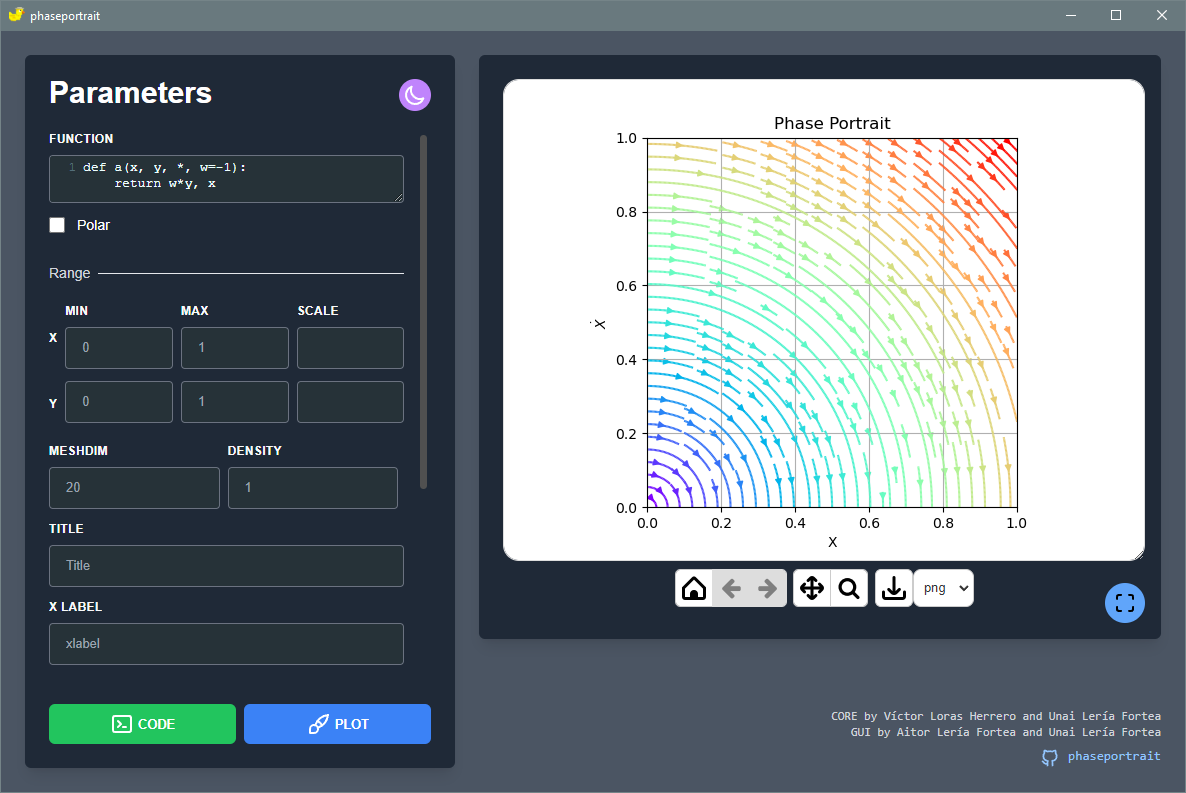 phaseportrait
Parameters
FUNCTION
1 def a(x, y, *, w=-1):
return w*y, x
Polar
Range
MIN MAX SCALE
X 0 1
Y 0 1
MESHDIM DENSITY
20 1
TITLE
Title
X LABEL
xlabel
CODE PLOT
Phase Portrait
1.0
0.8
0.6
0.4
0.2
0.0
Ẋ
0.0 0.2 0.4 0.6 0.8 1.0
X
png
CORE by Víctor Loras Herrero and Unai Lería Fortea
GUI by Aitor Lería Fortea and Unai Lería Fortea
phaseportrait